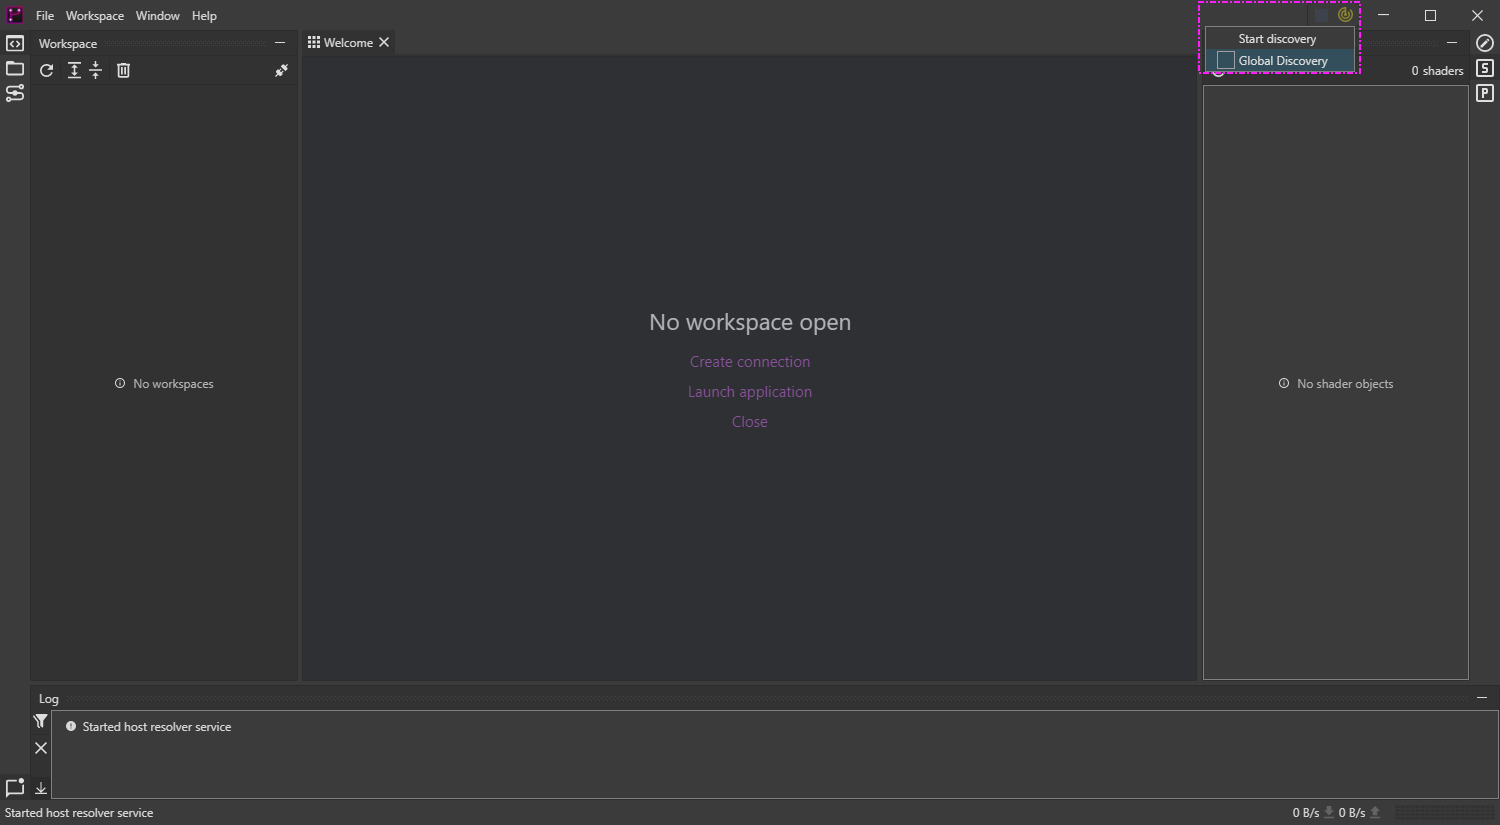 File Workspace Window Help
Start discovery
Global Discovery
Workspace
Welcome
0 shaders
S
P
No workspace open
Create connection
Launch application
Close
No workspaces
No shader objects
Log
Started host resolver service
Started host resolver service
0 B/s 0 B/s